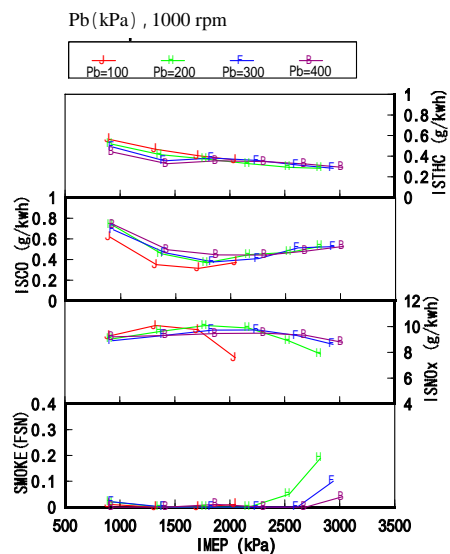 Pb(kPa) , 1000 rpm
J H F B
Pb=100 Pb=200 Pb=300 Pb=400
1
0.8
0.6
0.4
0.2
0
ISTHC (g/kwh)
1
0.8
0.6
0.4
0.2
0
ISCO (g/kwh)
12
10
8
6
4
ISNOx (g/kwh)
0.4
0.3
0.2
0.1
0
SMOKE(FSN)
500 1000 1500 2000 2500 3000 3500
IMEP (kPa)